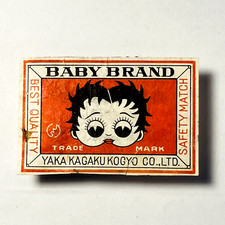 BABY BRAND
BEST QUALITY
SAFETY MATCH
TRADE MARK
YAKA KAGAKU KOGYO CO., LTD.